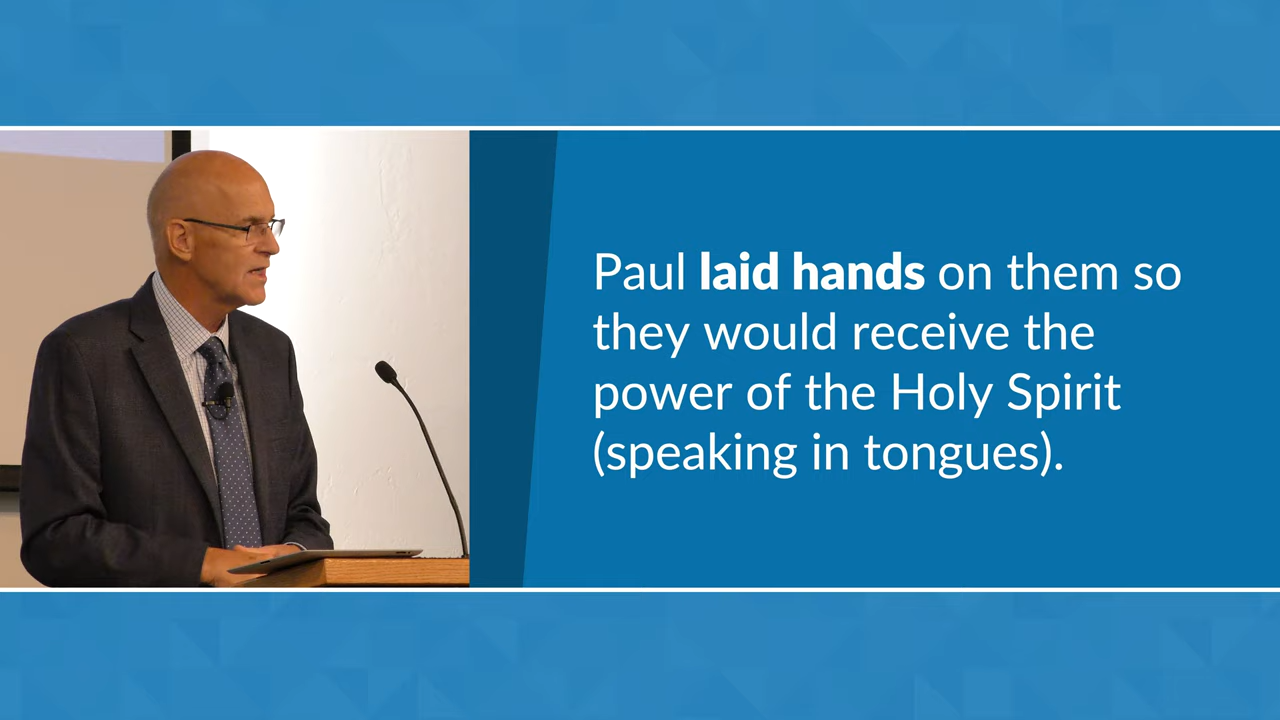 Paul laid hands on them so
they would receive the
power of the Holy Spirit
(speaking in tongues).